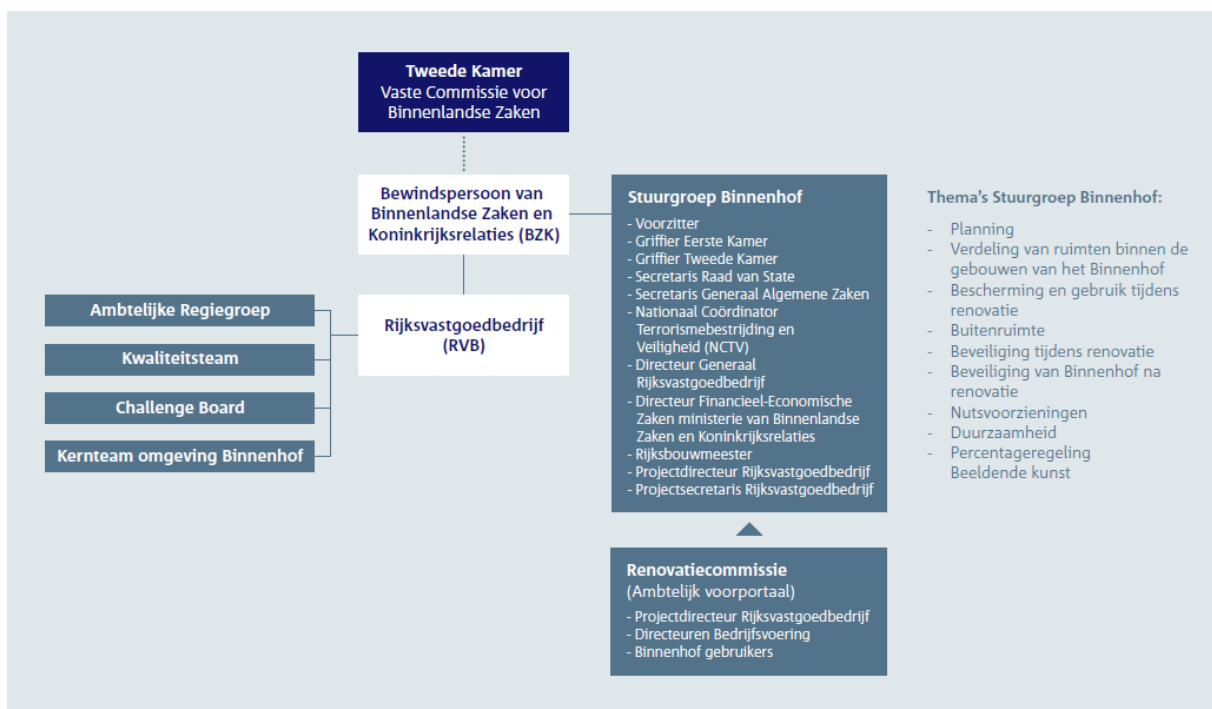 Tweede Kamer
Vaste Commissie voor
Binnenlandse Zaken
Bewindspersoon van
Binnenlandse Zaken en
Koninkrijksrelaties (BZK)
Rijksvastgoedbedrijf
(RVB)
Ambtelijke Regiegroep
Kwaliteitsteam
Challenge Board
Kernteam omgeving Binnenhof
Stuurgroep Binnenhof
- Voorzitter
- Griffier Eerste Kamer
- Griffier Tweede Kamer
- Secretaris Raad van State
- Secretaris Generaal Algemene Zaken
- Nationaal Coördinator
Terrorismebestrijding en
Veiligheid (NCTV)
- Directeur Generaal
Rijksvastgoedbedrijf
- Directeur Financieel-Economische
Zaken ministerie van Binnenlandse
Zaken en Koninkrijksrelaties
- Rijksbouwmeester
- Projectdirecteur Rijksvastgoedbedrijf
- Projectsecretaris Rijksvastgoedbedrijf
Renovatiecommissie
(Ambtelijk voorportaal)
- Projectdirecteur Rijksvastgoedbedrijf
- Directeuren Bedrijfsvoering
- Binnenhof gebruikers
Thema's Stuurgroep Binnenhof:
- Planning
- Verdeling van ruimten binnen de
gebouwen van het Binnenhof
- Bescherming en gebruik tijdens
renovatie
- Buitenruimte
- Beveiliging tijdens renovatie
- Beveiliging van Binnenhof na
renovatie
- Nutsvoorzieningen
- Duurzaamheid
- Percentageregeling
Beeldende kunst